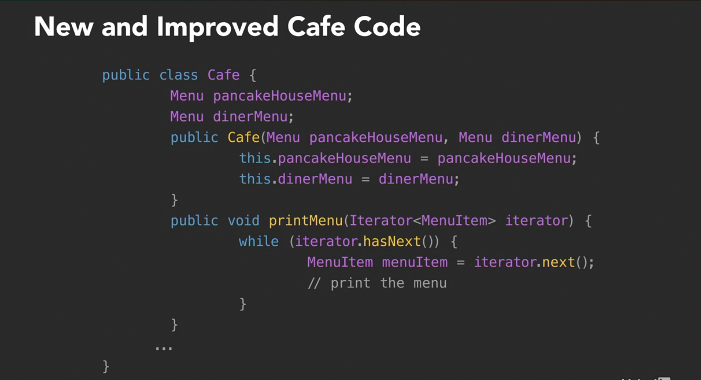 New and Improved Cafe Code
public class Cafe {
Menu pancakeHouseMenu;
Menu dinerMenu;
public Cafe(Menu pancakeHouseMenu, Menu dinerMenu) {
this.pancakeHouseMenu = pancakeHouseMenu;
this.dinerMenu = dinerMenu;
}
public void printMenu(Iterator<MenuItem> iterator) {
while (iterator.hasNext()) {
MenuItem menuItem = iterator.next();
// print the menu
}
}
...
}